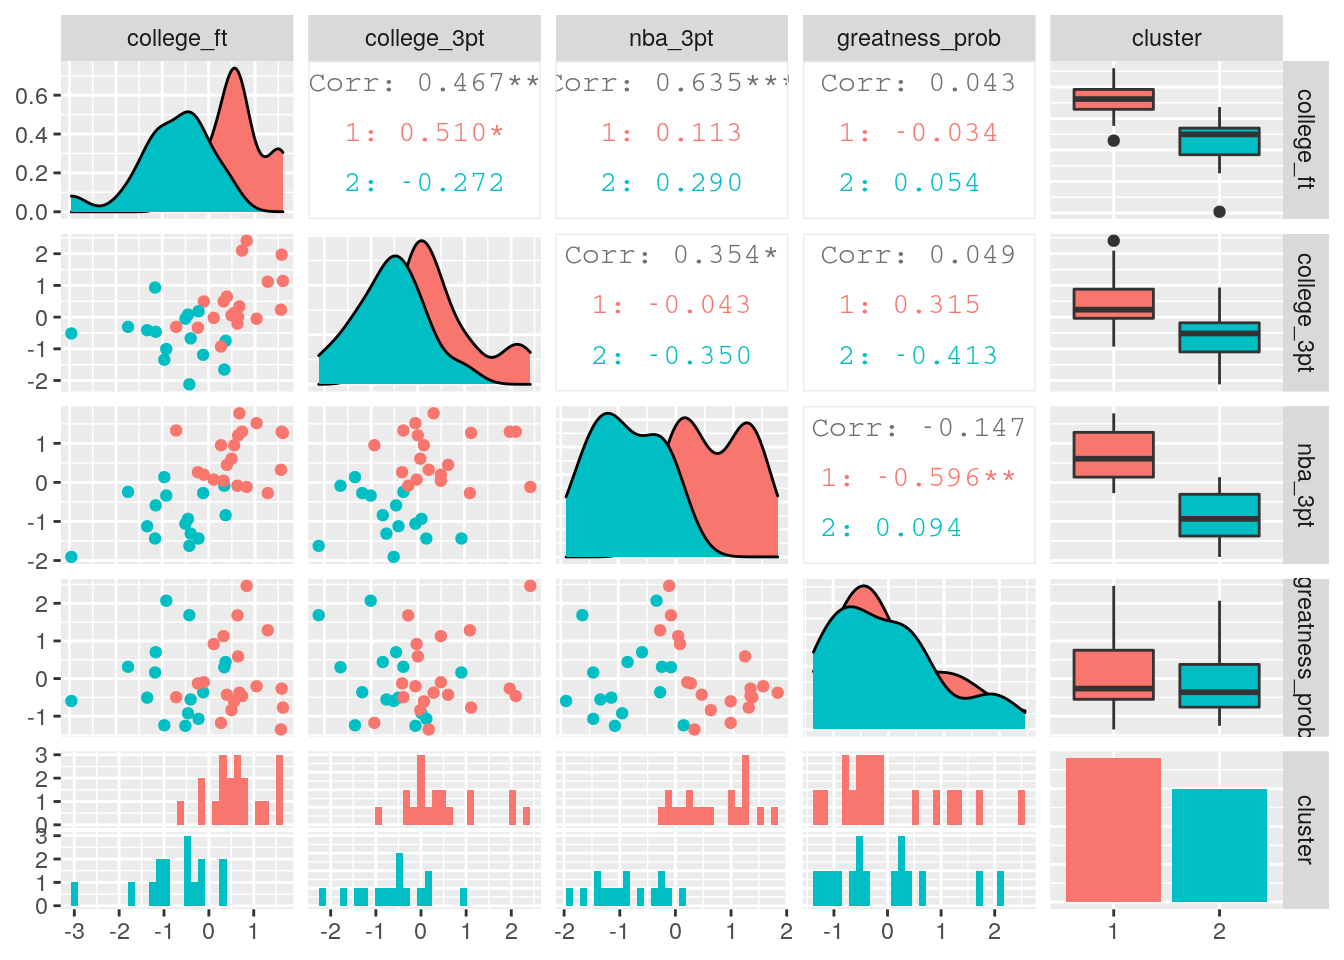 college_ft college_3pt nba_3pt greatness_prob cluster
0.6
0.4
0.2
0.0
Corr: 0.467**
1: 0.510*
2: -0.272
Corr: 0.635***
1: 0.113
2: 0.290
Corr: 0.043
1: -0.034
2: 0.054
college_ft
2
1
0
-1
-2
Corr: 0.354*
1: -0.043
2: -0.350
Corr: 0.049
1: 0.315
2: -0.413
college_3pt
1
0
-1
-2
Corr: -0.147
1: -0.596**
2: 0.094
nba_3pt
2
1
0
-1
greatness_prob
3
2
1
0
3
2
1
0
cluster
-3 -2 -1 0 1
-2 -1 0 1 2
-2 -1 0 1 2
-1 0 1 2
1 2